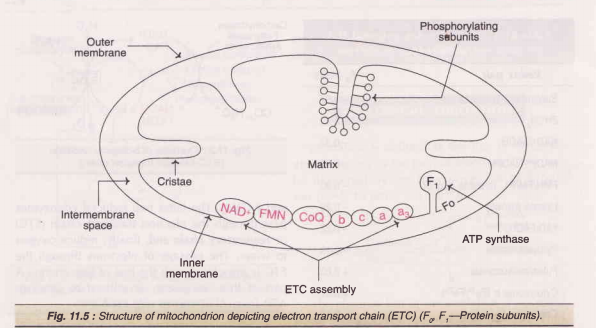 Phosphorylating
subunits
Outer
membrane
Matrix
Cristae
F₁
Fo
NAD+ FMN CoQ b c a a₃
Intermembrane
space
ATP synthase
Inner
membrane
ETC assembly
Fig. 11.5 : Structure of mitochondrion depicting electron transport chain (ETC) (F₀, F₁—Protein subunits).